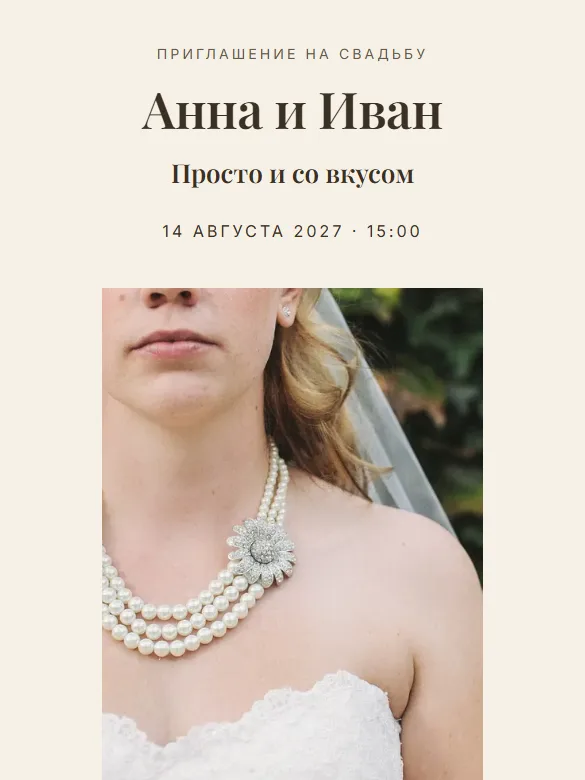 ПРИГЛАШЕНИЕ НА СВАДЬБУ
Анна и Иван
Просто и со вкусом
14 АВГУСТА 2027 · 15:00